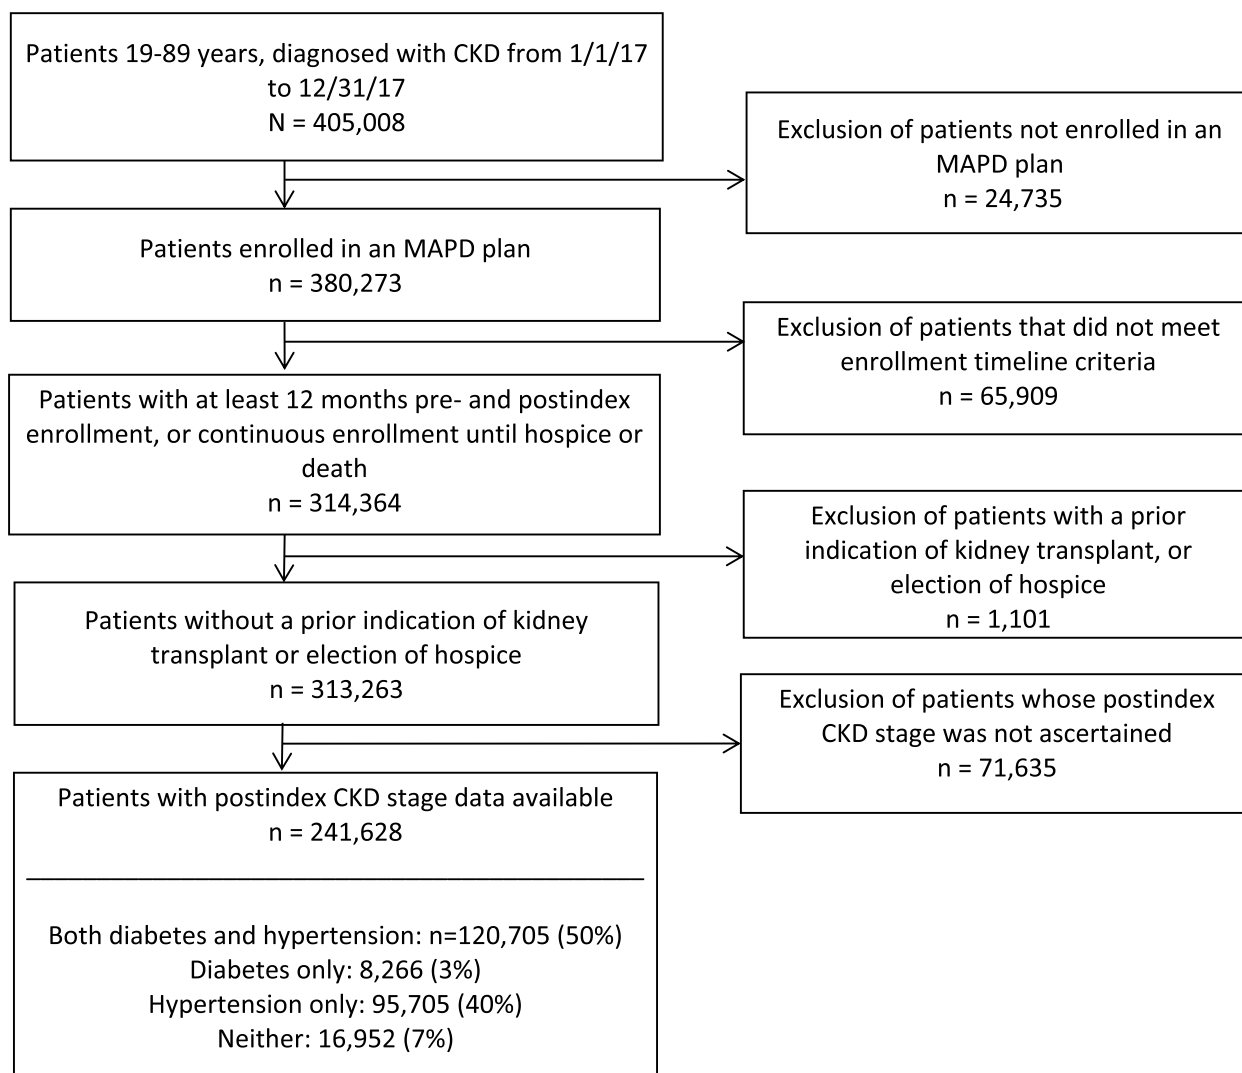 Patients 19-89 years, diagnosed with CKD from 1/1/17
to 12/31/17
N = 405,008
Exclusion of patients not enrolled in an
MAPD plan
n = 24,735
Patients enrolled in an MAPD plan
n = 380,273
Exclusion of patients that did not meet
enrollment timeline criteria
n = 65,909
Patients with at least 12 months pre- and postindex
enrollment, or continuous enrollment until hospice or
death
n = 314,364
Exclusion of patients with a prior
indication of kidney transplant, or
election of hospice
n = 1,101
Patients without a prior indication of kidney
transplant or election of hospice
n = 313,263
Exclusion of patients whose postindex
CKD stage was not ascertained
n = 71,635
Patients with postindex CKD stage data available
n = 241,628
Both diabetes and hypertension: n=120,705 (50%)
Diabetes only: 8,266 (3%)
Hypertension only: 95,705 (40%)
Neither: 16,952 (7%)